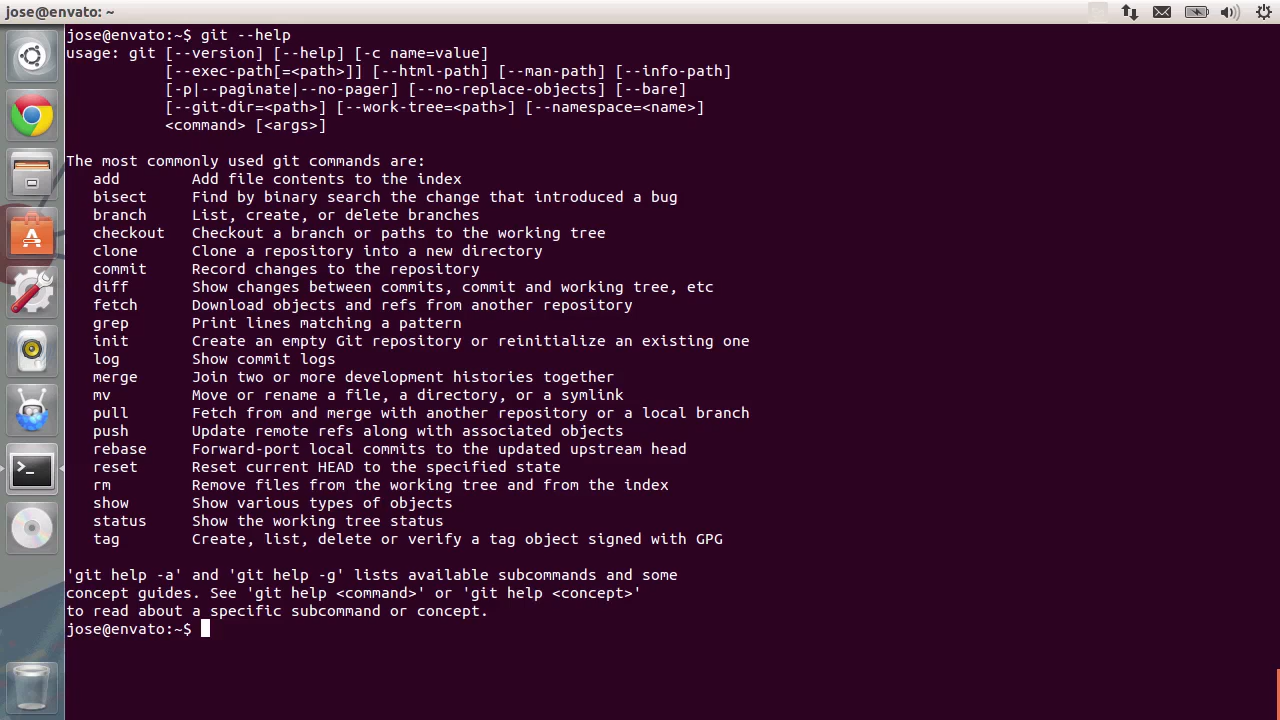 jose@envato: ~
jose@envato:~$ git --help
usage: git [--version] [--help] [-c name=value]
           [--exec-path[=<path>]] [--html-path] [--man-path] [--info-path]
           [-p|--paginate|--no-pager] [--no-replace-objects] [--bare]
           [--git-dir=<path>] [--work-tree=<path>] [--namespace=<name>]
           <command> [<args>]

The most commonly used git commands are:
   add        Add file contents to the index
   bisect     Find by binary search the change that introduced a bug
   branch     List, create, or delete branches
   checkout   Checkout a branch or paths to the working tree
   clone      Clone a repository into a new directory
   commit     Record changes to the repository
   diff       Show changes between commits, commit and working tree, etc
   fetch      Download objects and refs from another repository
   grep       Print lines matching a pattern
   init       Create an empty Git repository or reinitialize an existing one
   log        Show commit logs
   merge      Join two or more development histories together
   mv         Move or rename a file, a directory, or a symlink
   pull       Fetch from and merge with another repository or a local branch
   push       Update remote refs along with associated objects
   rebase     Forward-port local commits to the updated upstream head
   reset      Reset current HEAD to the specified state
   rm         Remove files from the working tree and from the index
   show       Show various types of objects
   status     Show the working tree status
   tag        Create, list, delete or verify a tag object signed with GPG

'git help -a' and 'git help -g' lists available subcommands and some
concept guides. See 'git help <command>' or 'git help <concept>'
to read about a specific subcommand or concept.
jose@envato:~$